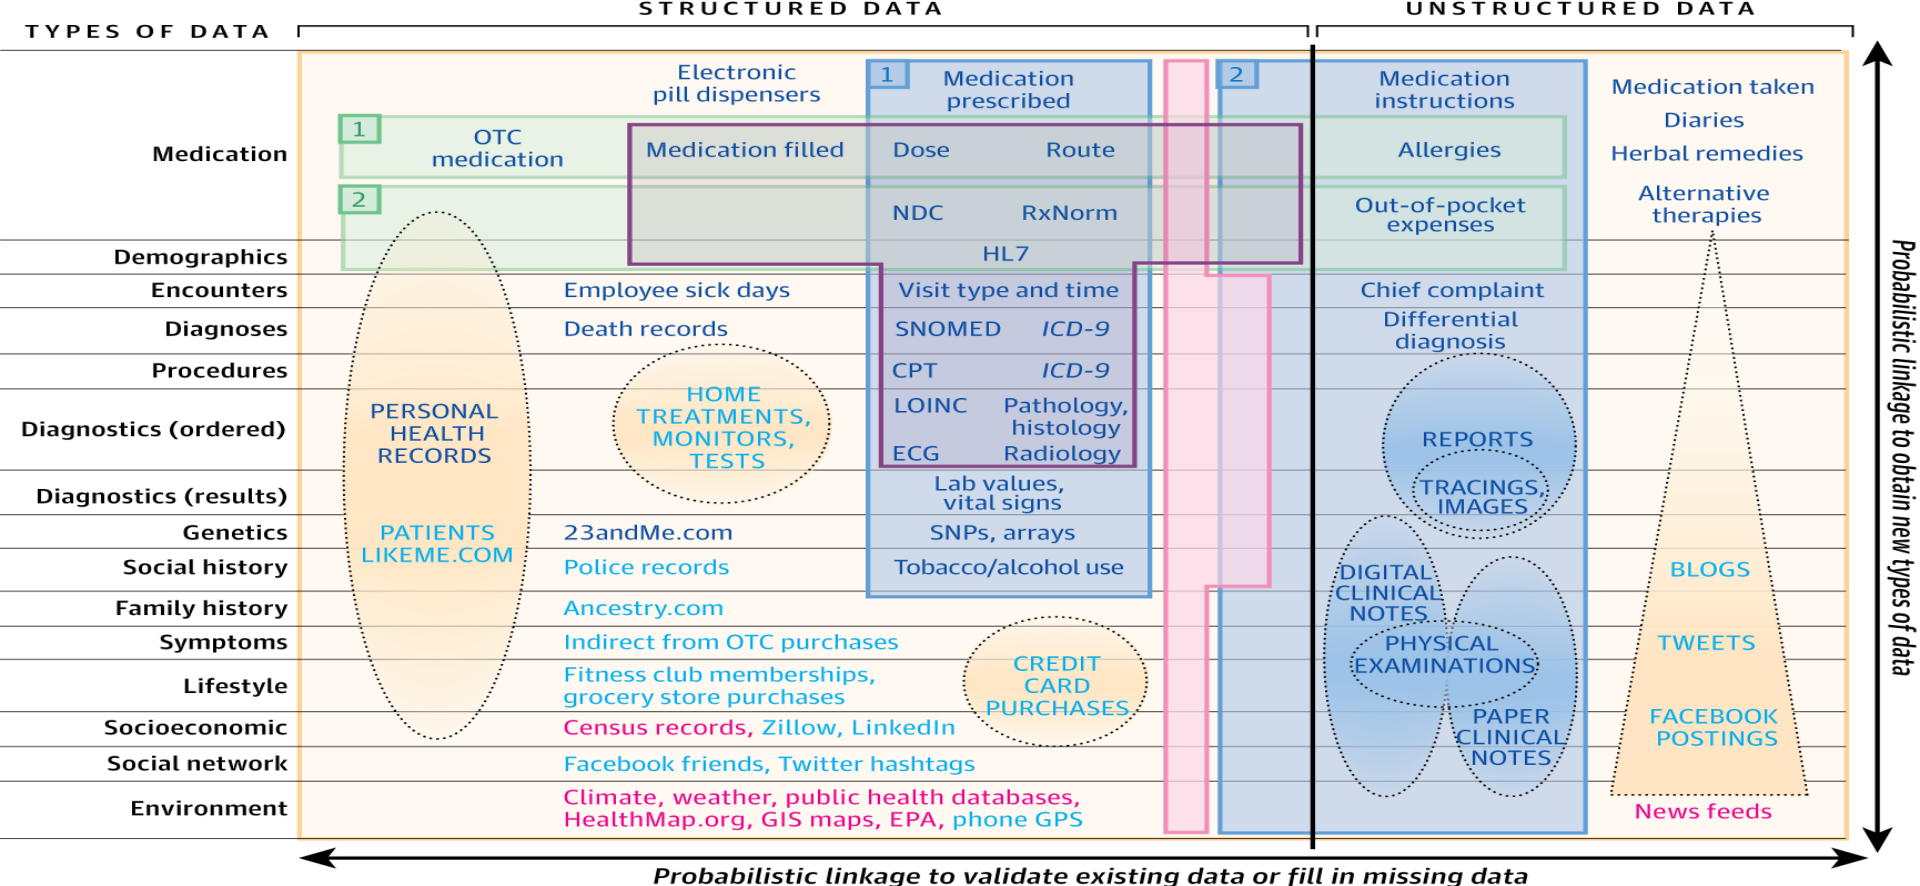 STRUCTURED DATA
UNSTRUCTURED DATA
TYPES OF DATA
Electronic
pill dispensers
1
Medication
prescribed
2
Medication
instructions
Medication taken
Diaries
Herbal remedies
Alternative
therapies
Medication
1
OTC
medication
Medication filled
Dose
Route
Allergies
2
NDC
RxNorm
Out-of-pocket
expenses
Demographics
HL7
Encounters
Employee sick days
Visit type and time
Chief complaint
Diagnoses
Death records
SNOMED
ICD-9
Differential
diagnosis
Procedures
CPT
ICD-9
Diagnostics (ordered)
PERSONAL
HEALTH
RECORDS
HOME
TREATMENTS,
MONITORS,
TESTS
LOINC
Pathology,
histology
ECG
Radiology
REPORTS
Diagnostics (results)
Lab values,
vital signs
TRACINGS,
IMAGES
Genetics
PATIENTS
LIKEME.COM
23andMe.com
SNPs, arrays
Social history
Police records
Tobacco/alcohol use
DIGITAL
CLINICAL
NOTES
BLOGS
Family history
Ancestry.com
Symptoms
Indirect from OTC purchases
PHYSICAL
EXAMINATIONS
TWEETS
Lifestyle
Fitness club memberships,
grocery store purchases
CREDIT
CARD
PURCHASES
Socioeconomic
Census records, Zillow, LinkedIn
PAPER
CLINICAL
NOTES
FACEBOOK
POSTINGS
Social network
Facebook friends, Twitter hashtags
Environment
Climate, weather, public health databases,
HealthMap.org, GIS maps, EPA, phone GPS
News feeds
Probabilistic linkage to obtain new types of data
Probabilistic linkage to validate existing data or fill in missing data